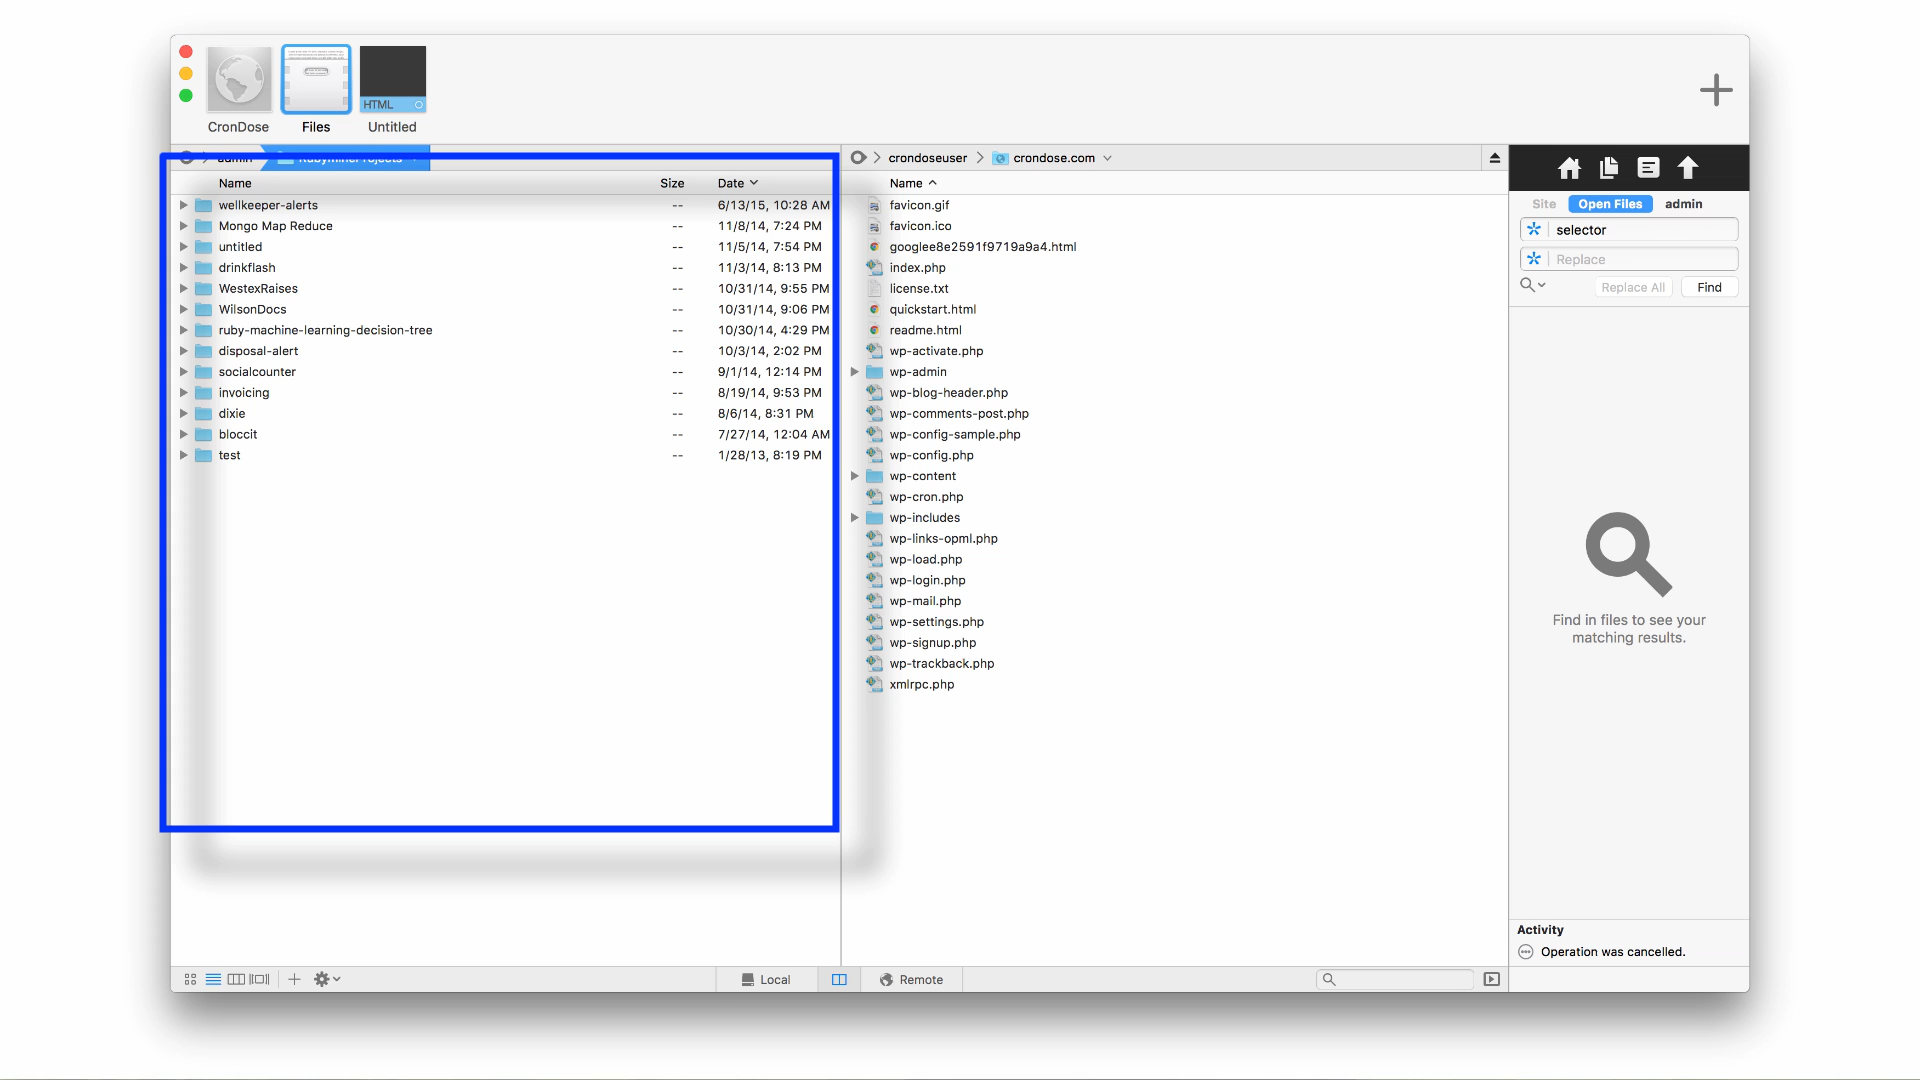 HTML
CronDose
Files
Untitled
admin
RubymineProjects
crondoseuser
crondose.com
Name
Size
Date
wellkeeper-alerts -- 6/13/15, 10:28 AM
Mongo Map Reduce -- 11/8/14, 7:24 PM
untitled -- 11/5/14, 7:54 PM
drinkflash -- 11/3/14, 8:13 PM
WestexRaises -- 10/31/14, 9:55 PM
WilsonDocs -- 10/31/14, 9:06 PM
ruby-machine-learning-decision-tree -- 10/30/14, 4:29 PM
disposal-alert -- 10/3/14, 2:02 PM
socialcounter -- 9/1/14, 12:14 PM
invoicing -- 8/19/14, 9:53 PM
dixie -- 8/6/14, 8:31 PM
bloccit -- 7/27/14, 12:04 AM
test -- 1/28/13, 8:19 PM
Name
favicon.gif
favicon.ico
googlee8e2591f9719a9a4.html
index.php
license.txt
quickstart.html
readme.html
wp-activate.php
wp-admin
wp-blog-header.php
wp-comments-post.php
wp-config-sample.php
wp-config.php
wp-content
wp-cron.php
wp-includes
wp-links-opml.php
wp-load.php
wp-login.php
wp-mail.php
wp-settings.php
wp-signup.php
wp-trackback.php
xmlrpc.php
Site
Open Files
admin
selector
Replace
Replace All
Find
Find in files to see your
matching results.
Activity
Operation was cancelled.
Local
Remote